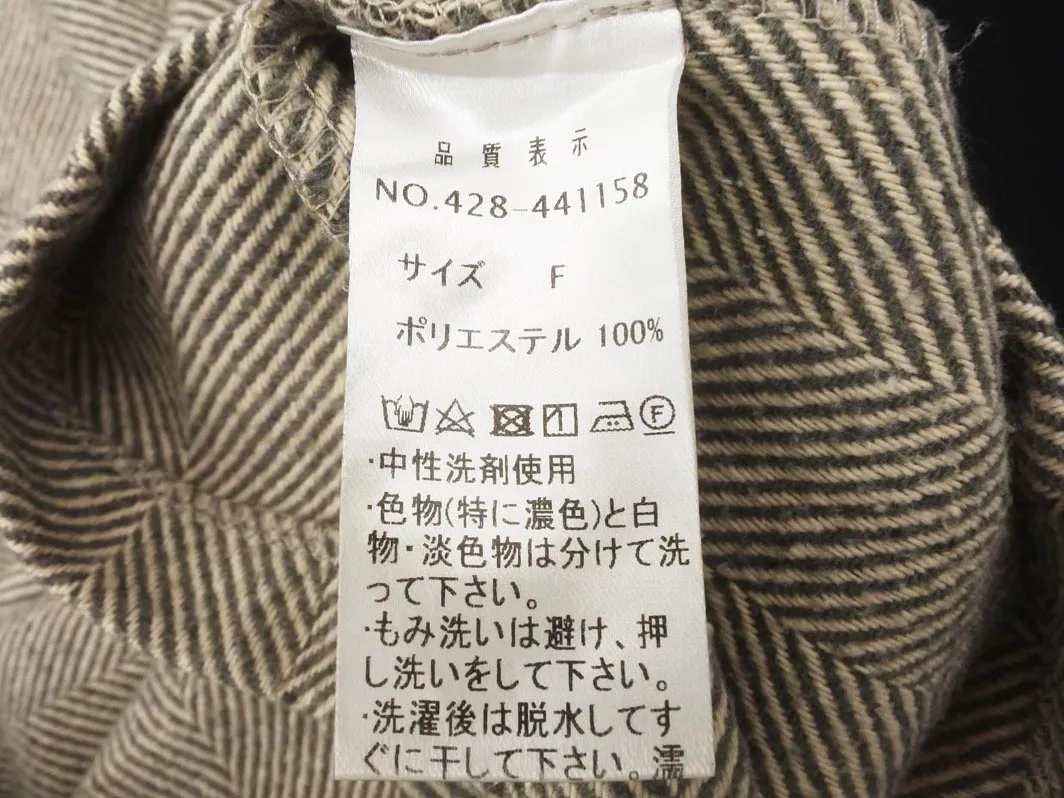 品質表示
NO.428-441158
サイズ F
ポリエステル 100%
F
・中性洗剤使用
・色物(特に濃色)と白
物・淡色物は分けて洗
って下さい。
・もみ洗いは避け、押
し洗いをして下さい。
・洗濯後は脱水してす
ぐに干して下さい。濡